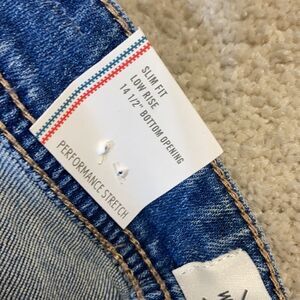 SLIM FIT
LOW RISE
14 1/2" BOTTOM OPENING
PERFORMANCE STRETCH